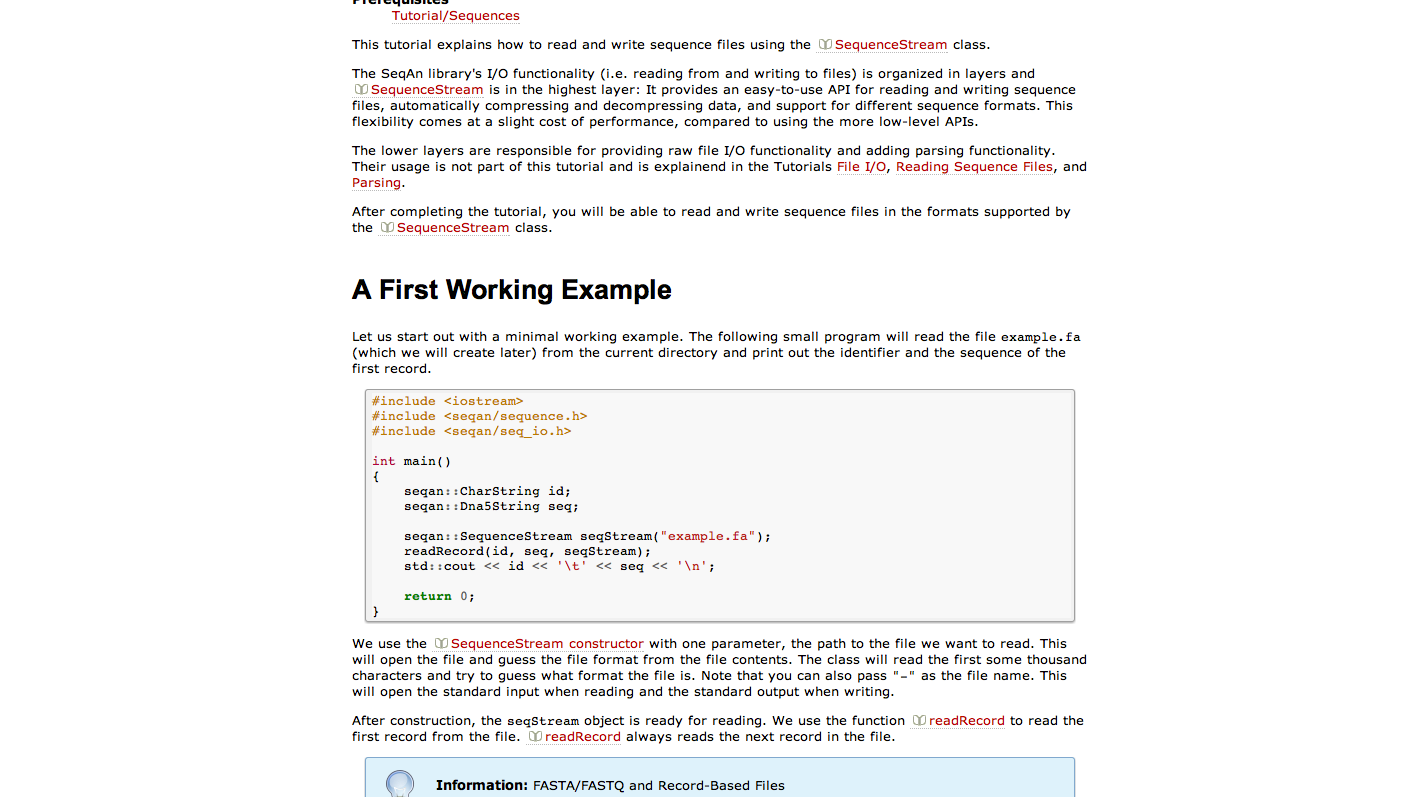 Prerequisites
Tutorial/Sequences
This tutorial explains how to read and write sequence files using the SequenceStream class.
The SeqAn library's I/O functionality (i.e. reading from and writing to files) is organized in layers and
SequenceStream is in the highest layer: It provides an easy-to-use API for reading and writing sequence
files, automatically compressing and decompressing data, and support for different sequence formats. This
flexibility comes at a slight cost of performance, compared to using the more low-level APIs.
The lower layers are responsible for providing raw file I/O functionality and adding parsing functionality.
Their usage is not part of this tutorial and is explainend in the Tutorials File I/O, Reading Sequence Files, and
Parsing.
After completing the tutorial, you will be able to read and write sequence files in the formats supported by
the SequenceStream class.
A First Working Example
Let us start out with a minimal working example. The following small program will read the file example.fa
(which we will create later) from the current directory and print out the identifier and the sequence of the
first record.
#include <iostream>
#include <seqan/sequence.h>
#include <seqan/seq_io.h>
int main()
{
    seqan::CharString id;
    seqan::Dna5String seq;
    seqan::SequenceStream seqStream("example.fa");
    readRecord(id, seq, seqStream);
    std::cout << id << '\t' << seq << '\n';
    return 0;
}
We use the SequenceStream constructor with one parameter, the path to the file we want to read. This
will open the file and guess the file format from the file contents. The class will read the first some thousand
characters and try to guess what format the file is. Note that you can also pass "-" as the file name. This
will open the standard input when reading and the standard output when writing.
After construction, the seqStream object is ready for reading. We use the function readRecord to read the
first record from the file. readRecord always reads the next record in the file.
Information: FASTA/FASTQ and Record-Based Files